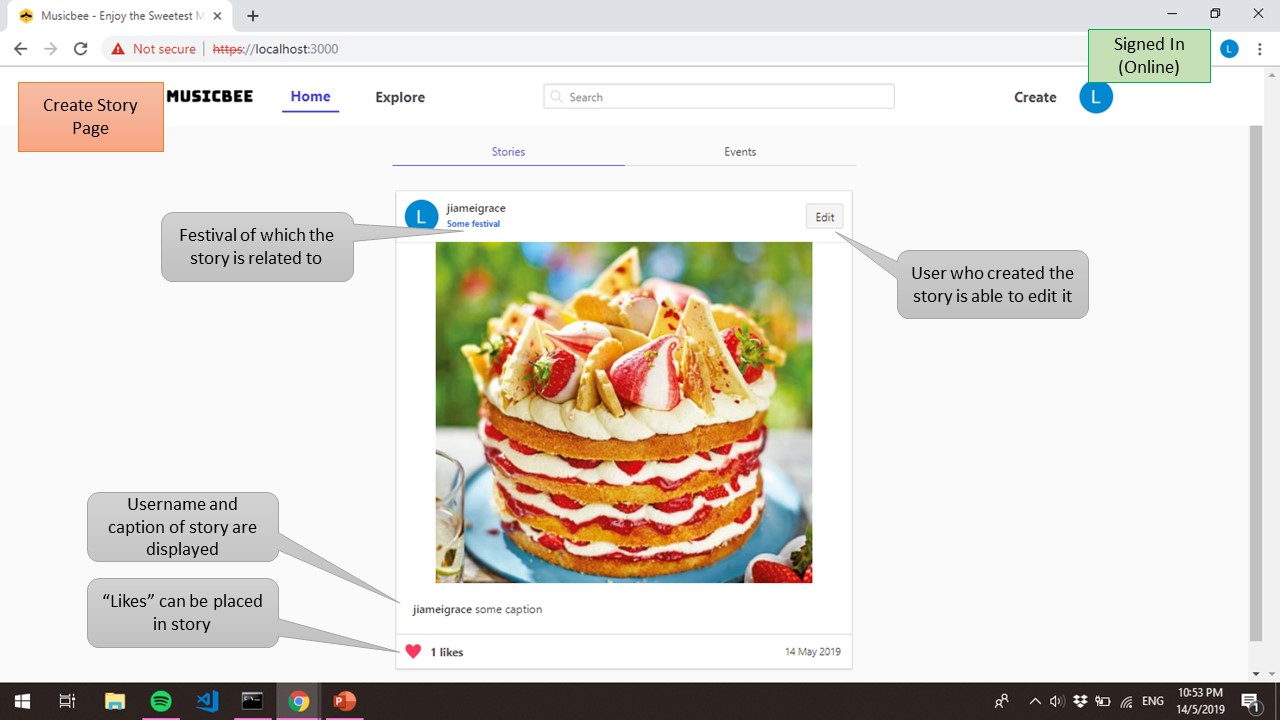 Musicbee - Enjoy the Sweetest M
Not secure
https://localhost:3000
L
Signed In
(Online)
Create Story
Page
MUSICBEE
Home
Explore
Search
Create
L
Stories
Events
L
jiameigrace
Some festival
Edit
Festival of which the
story is related to
User who created the
story is able to edit it
Username and
caption of story are
displayed
“Likes” can be placed
in story
jiameigrace some caption
1 likes
14 May 2019
ENG
10:53 PM
14/5/2019
1